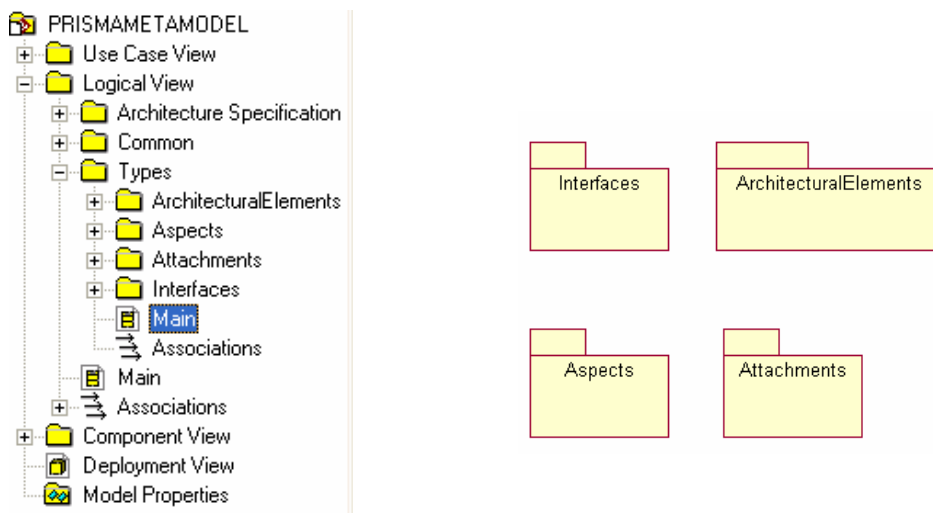 PRISMAMETAMODEL
Use Case View
Logical View
Architecture Specification
Common
Types
ArchitecturalElements
Aspects
Attachments
Interfaces
Main
Associations
Main
Associations
Component View
Deployment View
Model Properties
Interfaces
ArchitecturalElements
Aspects
Attachments